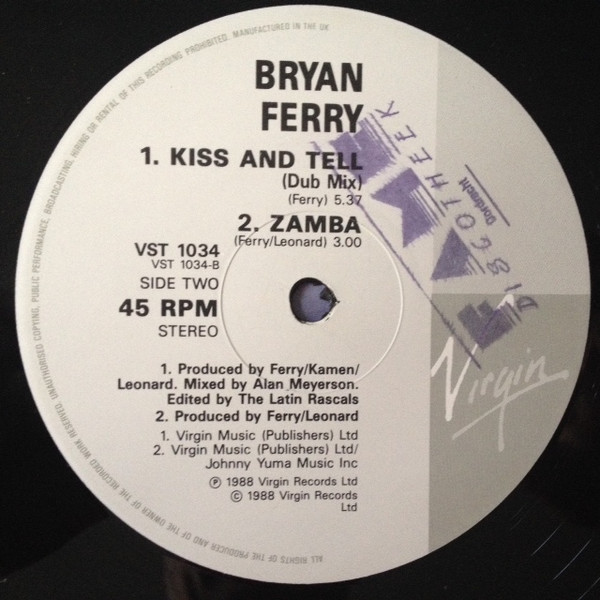 BRYAN
FERRY
1. KISS AND TELL
(Dub Mix)
(Ferry) 5.37
2. ZAMBA
(Ferry/Leonard) 3.00
VST 1034
VST 1034-B
SIDE TWO
45 RPM
STEREO
1. Produced by Ferry/Kamen/
Leonard. Mixed by Alan Meyerson.
Edited by The Latin Rascals
2. Produced by Ferry/Leonard
1. Virgin Music (Publishers) Ltd
2. Virgin Music (Publishers) Ltd/
Johnny Yuma Music Inc
℗ 1988 Virgin Records Ltd
© 1988 Virgin Records
Ltd
Virgin
DISCOTHEEK
Dordrecht
ALL RIGHTS OF THE PRODUCER AND OF THE OWNER OF THE RECORDED WORK RESERVED. UNAUTHORISED COPYING, PUBLIC PERFORMANCE, BROADCASTING, HIRING OR RENTAL OF THIS RECORDING PROHIBITED. MANUFACTURED IN THE UK